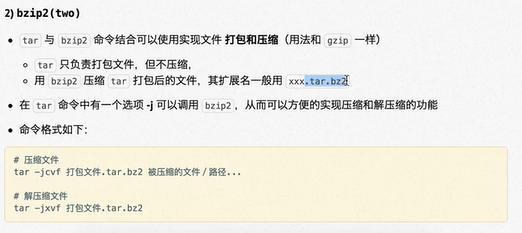 2) bzip2(two)
• tar 与 bzip2 命令结合可以使用实现文件 打包和压缩（用法和 gzip 一样）
◦ tar 只负责打包文件，但不压缩，
◦ 用 bzip2 压缩 tar 打包后的文件，其扩展名一般用 xxx.tar.bz2
• 在 tar 命令中有一个选项 -j 可以调用 bzip2，从而可以方便的实现压缩和解压缩的功能
• 命令格式如下：
# 压缩文件
tar -jcvf 打包文件.tar.bz2 被压缩的文件／路径...
# 解压缩文件
tar -jxvf 打包文件.tar.bz2